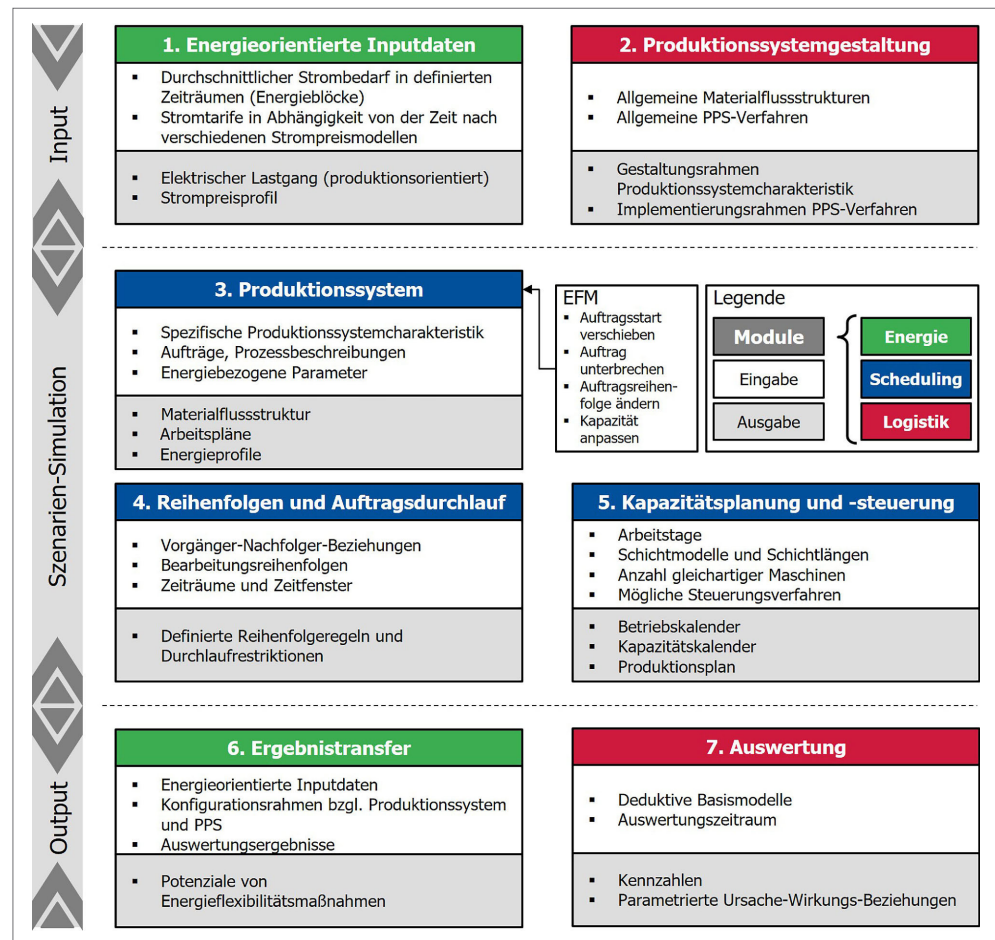 Input
1. Energieorientierte Inputdaten
▪ Durchschnittlicher Strombedarf in definierten
Zeiträumen (Energieblöcke)
▪ Stromtarife in Abhängigkeit von der Zeit nach
verschiedenen Strompreismodellen
▪ Elektrischer Lastgang (produktionsorientiert)
▪ Strompreisprofil
2. Produktionssystemgestaltung
▪ Allgemeine Materialflussstrukturen
▪ Allgemeine PPS-Verfahren
▪ Gestaltungsrahmen
Produktionssystemcharakteristik
▪ Implementierungsrahmen PPS-Verfahren
Szenarien-Simulation
3. Produktionssystem
▪ Spezifische Produktionssystemcharakteristik
▪ Aufträge, Prozessbeschreibungen
▪ Energiebezogene Parameter
▪ Materialflussstruktur
▪ Arbeitspläne
▪ Energieprofile
EFM
▪ Auftragsstart
verschieben
▪ Auftrag
unterbrechen
▪ Auftragsreihen-
folge ändern
▪ Kapazität
anpassen
Legende
Module
Eingabe
Ausgabe
Energie
Scheduling
Logistik
4. Reihenfolgen und Auftragsdurchlauf
▪ Vorgänger-Nachfolger-Beziehungen
▪ Bearbeitungsreihenfolgen
▪ Zeiträume und Zeitfenster
▪ Definierte Reihenfolgeregeln und
Durchlaufrestriktionen
5. Kapazitätsplanung und -steuerung
▪ Arbeitstage
▪ Schichtmodelle und Schichtlängen
▪ Anzahl gleichartiger Maschinen
▪ Mögliche Steuerungsverfahren
▪ Betriebskalender
▪ Kapazitätskalender
▪ Produktionsplan
Output
6. Ergebnistransfer
▪ Energieorientierte Inputdaten
▪ Konfigurationsrahmen bzgl. Produktionssystem
und PPS
▪ Auswertungsergebnisse
▪ Potenziale von
Energieflexibilitätsmaßnahmen
7. Auswertung
▪ Deduktive Basismodelle
▪ Auswertungszeitraum
▪ Kennzahlen
▪ Parametrierte Ursache-Wirkungs-Beziehungen